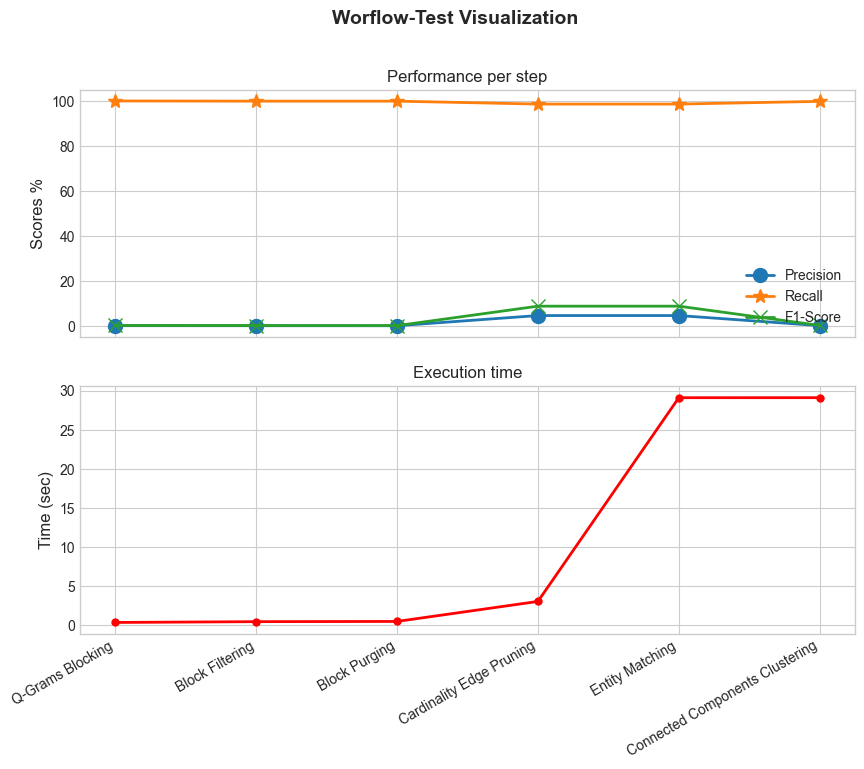 Worflow-Test Visualization
Performance per step
Scores %
100
80
60
40
20
0
Precision
Recall
F1-Score
Execution time
Time (sec)
30
25
20
15
10
5
0
Q-Grams Blocking
Block Filtering
Block Purging
Cardinality Edge Pruning
Entity Matching
Connected Components Clustering